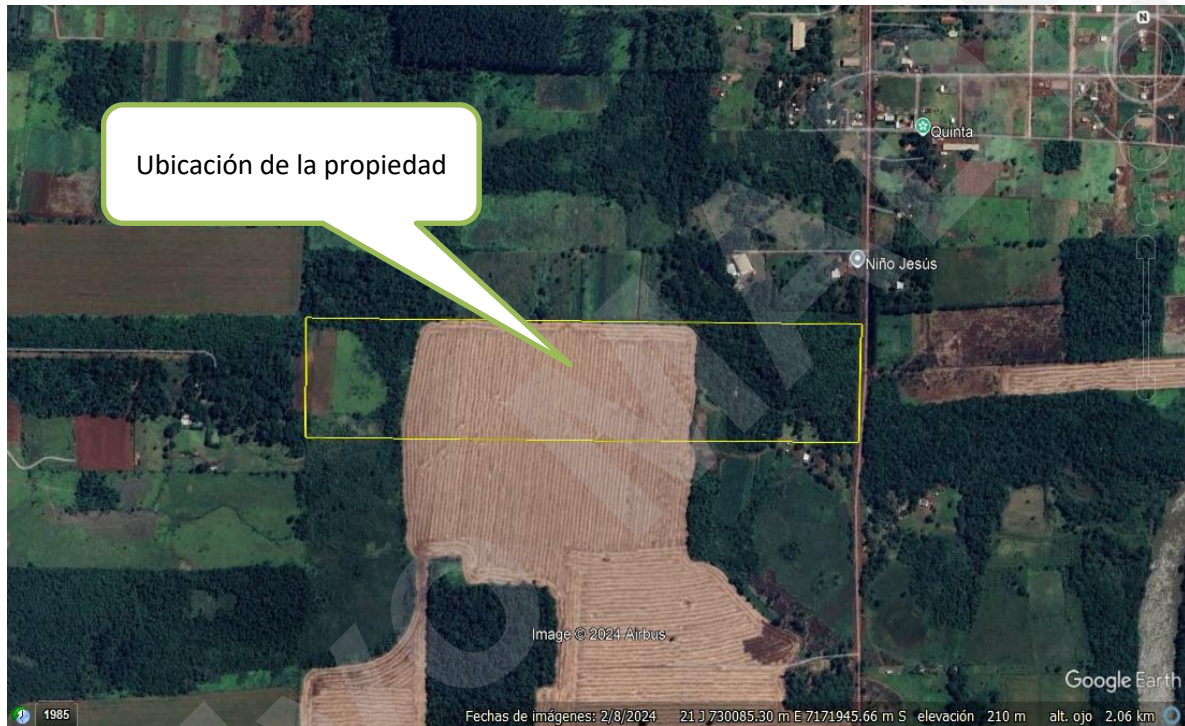 N
Quinta
Ubicación de la propiedad
Niño Jesús
Image © 2024 Airbus
Google Earth
1985
Fechas de imágenes: 2/8/2024 21 J 730085.30 m E 7171945.66 m S elevación 210 m alt. ojo 2.06 km